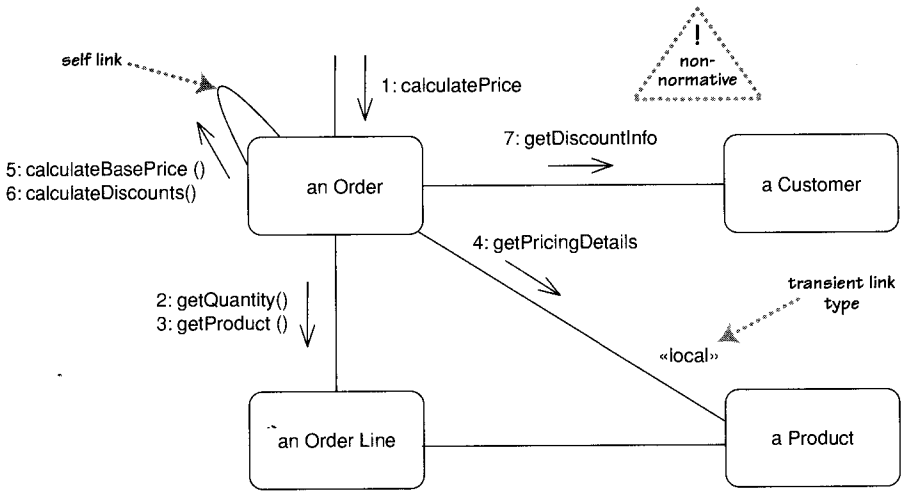 self link
!
non-
normative
1: calculatePrice
7: getDiscountInfo
5: calculateBasePrice ()
6: calculateDiscounts()
an Order
a Customer
4: getPricingDetails
2: getQuantity()
3: getProduct ()
transient link
type
«local»
an Order Line
a Product